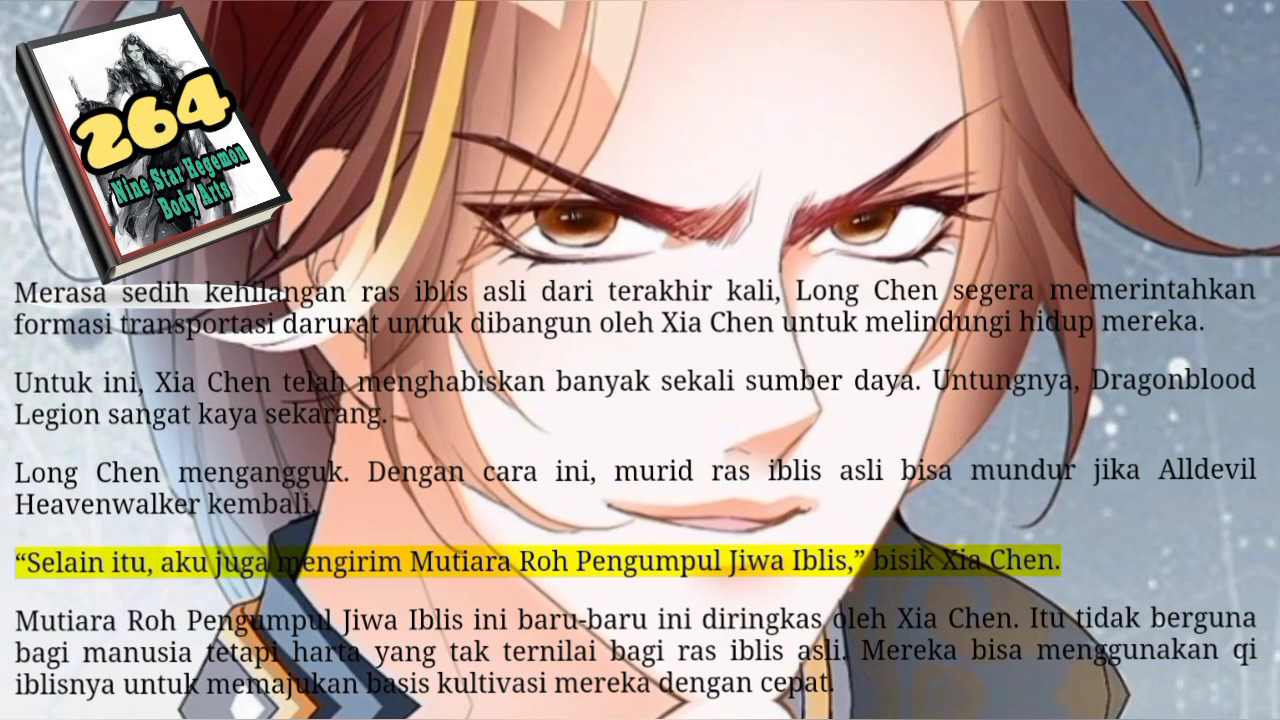 264
Nine Star Hegemon
Body Arts
Merasa sedih kehilangan ras iblis asli dari terakhir kali, Long Chen segera memerintahkan
formasi transportasi darurat untuk dibangun oleh Xia Chen untuk melindungi hidup mereka.
Untuk ini, Xia Chen telah menghabiskan banyak sekali sumber daya. Untungnya, Dragonblood
Legion sangat kaya sekarang.
Long Chen mengangguk. Dengan cara ini, murid ras iblis asli bisa mundur jika Alldevil
Heavenwalker kembali.
“Selain itu, aku juga mengirim Mutiara Roh Pengumpul Jiwa Iblis,” bisik Xia Chen.
Mutiara Roh Pengumpul Jiwa Iblis ini baru-baru ini diringkas oleh Xia Chen. Itu tidak berguna
bagi manusia tetapi harta yang tak ternilai bagi ras iblis asli. Mereka bisa menggunakan qi
iblisnya untuk memajukan basis kultivasi mereka dengan cepat.